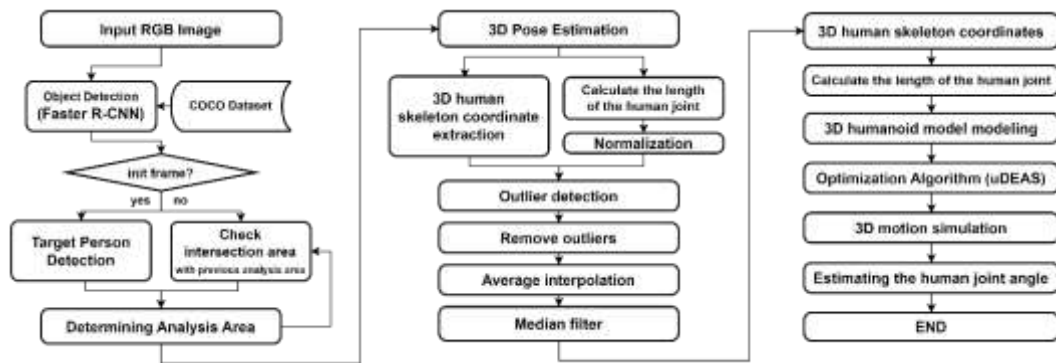 Input RGB Image
Object Detection
(Faster R-CNN)
COCO Dataset
init frame?
yes
no
Target Person
Detection
Check
intersection area
with previous analysis area
Determining Analysis Area
3D Pose Estimation
3D human
skeleton coordinate
extraction
Calculate the length
of the human joint
Normalization
Outlier detection
Remove outliers
Average interpolation
Median filter
3D human skeleton coordinates
Calculate the length of the human joint
3D humanoid model modeling
Optimization Algorithm (uDEAS)
3D motion simulation
Estimating the human joint angle
END